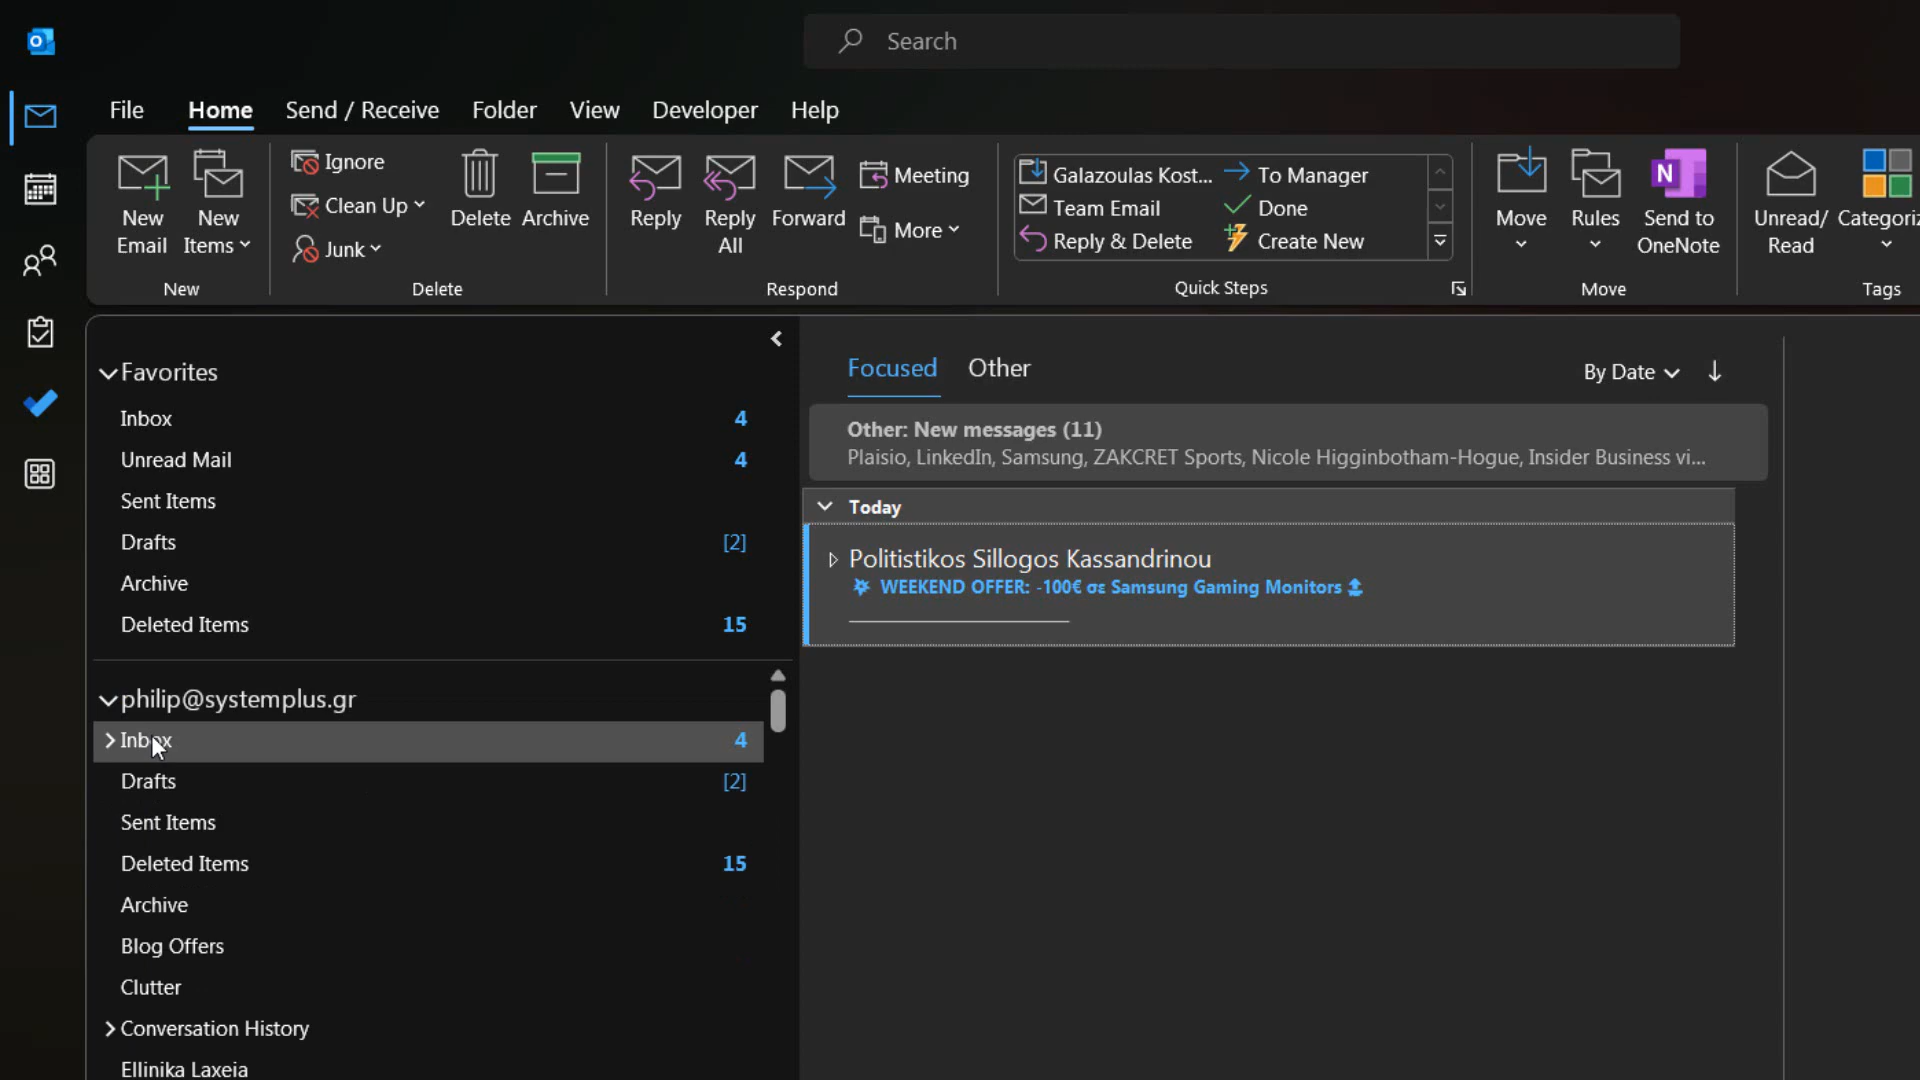 Search
File Home Send / Receive Folder View Developer Help
New Email
New Items
Ignore
Clean Up
Junk
Delete
Archive
Reply
Reply All
Forward
Meeting
More
Galazoulas Kost...
Team Email
Reply & Delete
To Manager
Done
Create New
Move
Rules
Send to OneNote
Unread/ Read
Categoriz
New
Delete
Respond
Quick Steps
Move
Tags
Favorites
Inbox 4
Unread Mail 4
Sent Items
Drafts [2]
Archive
Deleted Items 15
philip@systemplus.gr
Inbox 4
Drafts [2]
Sent Items
Deleted Items 15
Archive
Blog Offers
Clutter
Conversation History
Ellinika Laxeia
Focused Other
By Date
Other: New messages (11)
Plaisio, LinkedIn, Samsung, ZAKCRET Sports, Nicole Higginbotham-Hogue, Insider Business vi...
Today
Politistikos Sillogos Kassandrinou
WEEKEND OFFER: -100€ σε Samsung Gaming Monitors